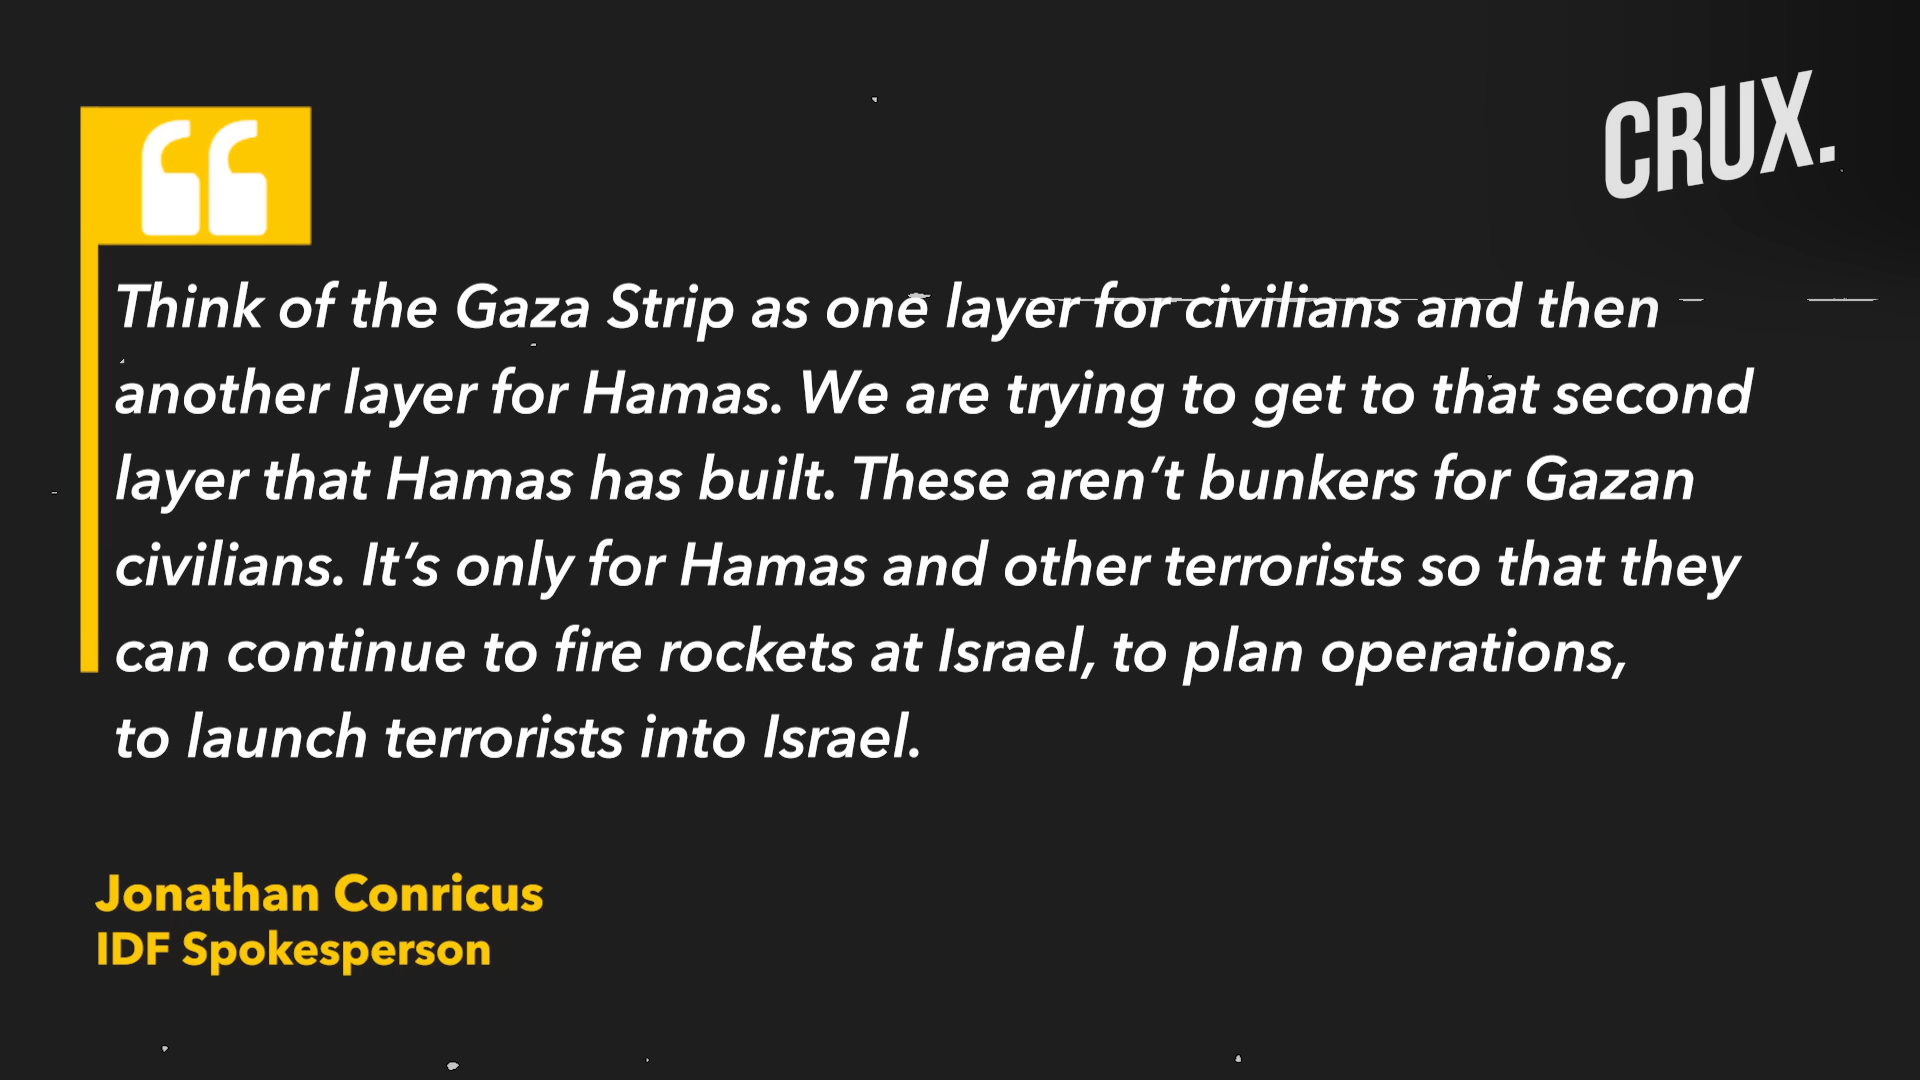 CRUX.
Think of the Gaza Strip as one layer for civilians and then
another layer for Hamas. We are trying to get to that second
layer that Hamas has built. These aren’t bunkers for Gazan
civilians. It’s only for Hamas and other terrorists so that they
can continue to fire rockets at Israel, to plan operations,
to launch terrorists into Israel.
Jonathan Conricus
IDF Spokesperson